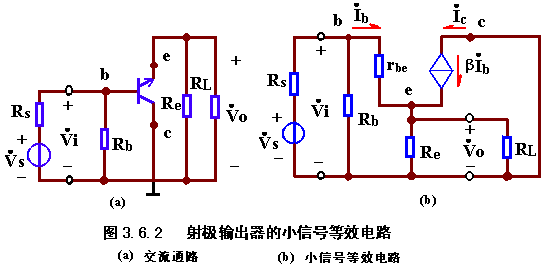 b
e
c
Rs
V̇i
Rb
V̇s
Re
RL
V̇o
+
−
+
−
+
−
(a)
b
İb
İc
c
rbe
βİb
e
Rs
V̇i
Rb
V̇s
Re
V̇o
RL
+
−
+
−
+
−
(b)
图 3.6.2 射极输出器的小信号等效电路
(a) 交流通路 (b) 小信号等效电路